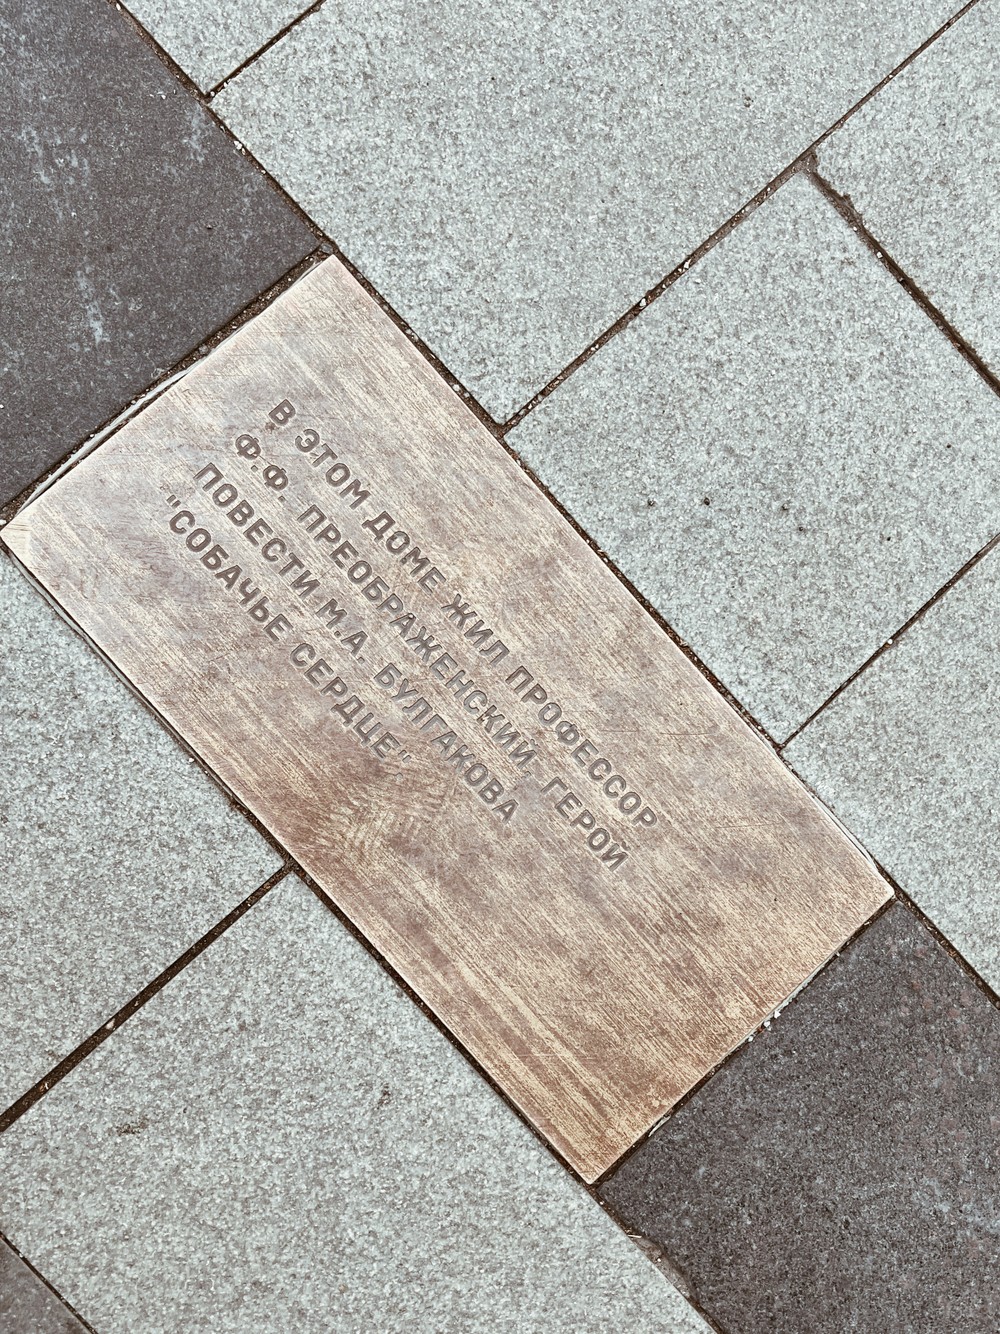 В ЭТОМ ДОМЕ ЖИЛ ПРОФЕССОР
Ф.Ф. ПРЕОБРАЖЕНСКИЙ, ГЕРОЙ
ПОВЕСТИ М.А. БУЛГАКОВА
"СОБАЧЬЕ СЕРДЦЕ".